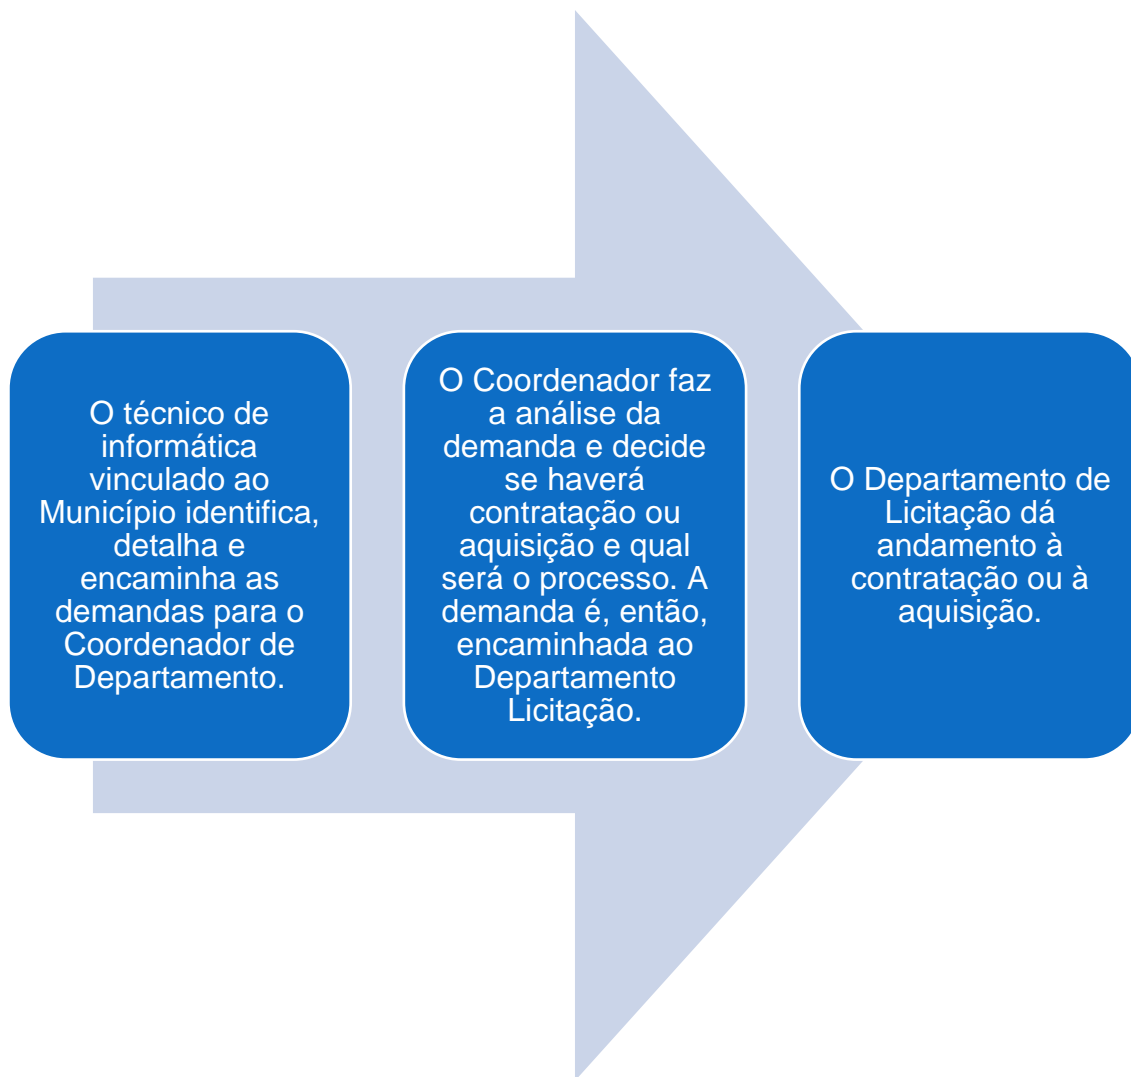 O técnico de
informática
vinculado ao
Município identifica,
detalha e
encaminha as
demandas para o
Coordenador de
Departamento.
O Coordenador faz
a análise da
demanda e decide
se haverá
contratação ou
aquisição e qual
será o processo. A
demanda é, então,
encaminhada ao
Departamento
Licitação.
O Departamento de
Licitação dá
andamento à
contratação ou à
aquisição.